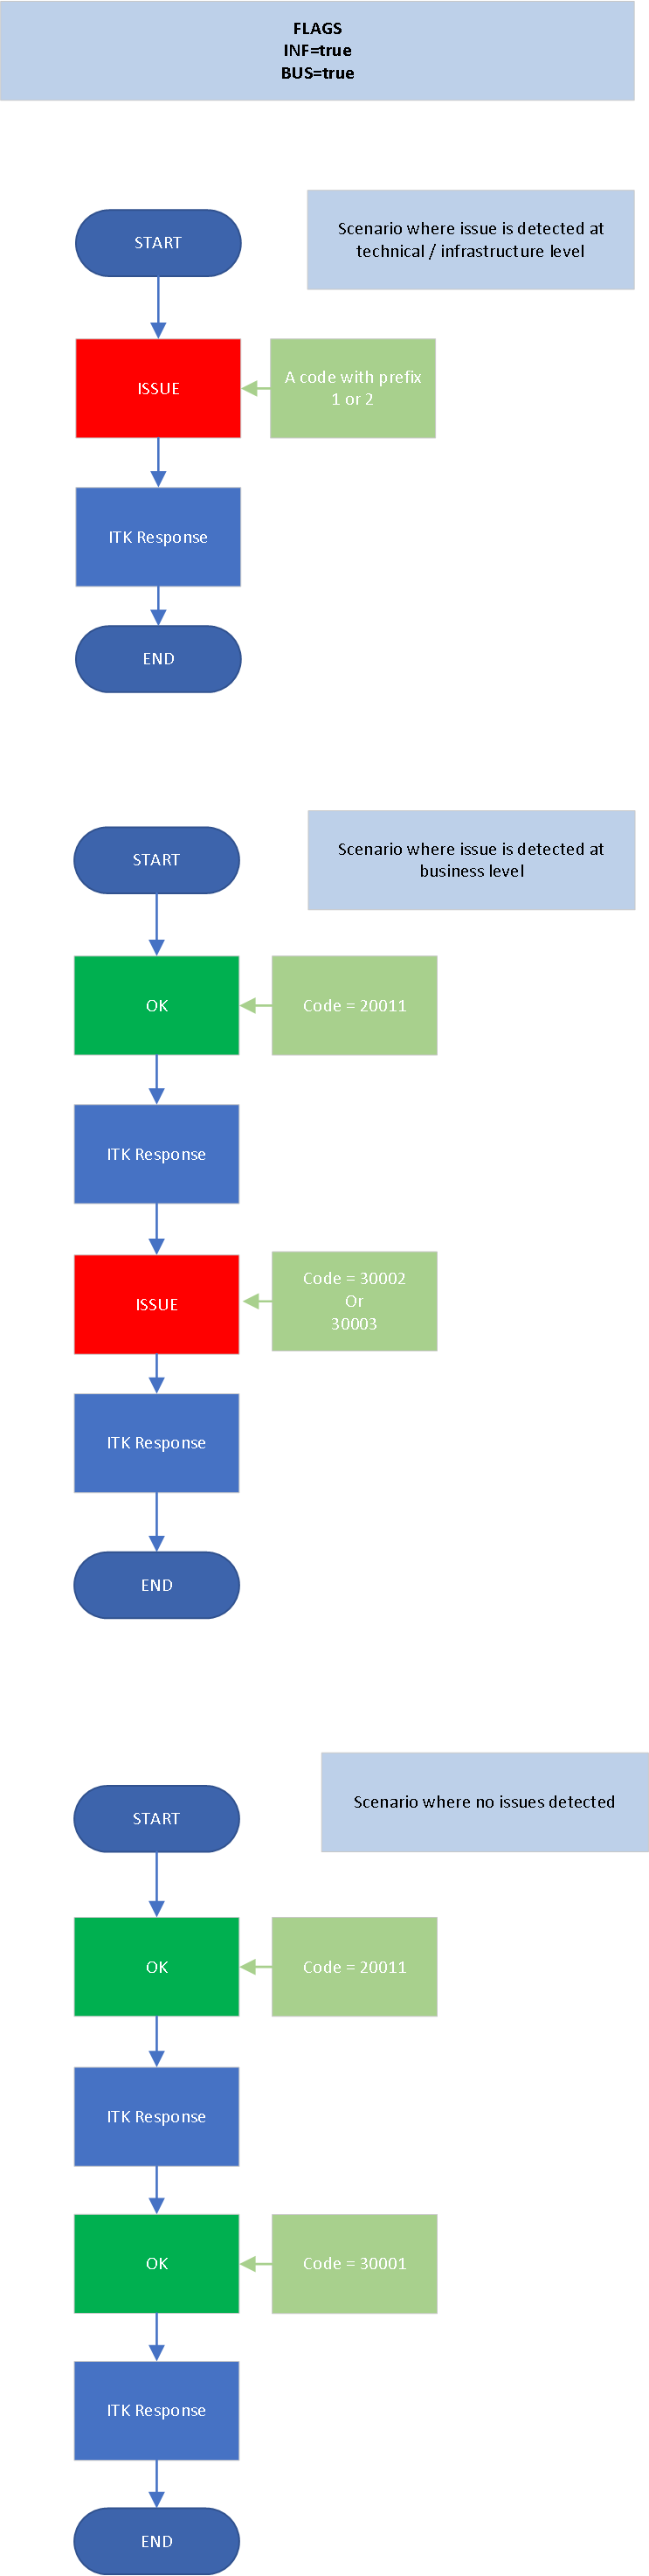 FLAGS
INF=true
BUS=true
START
Scenario where issue is detected at
technical / infrastructure level
ISSUE
A code with prefix
1 or 2
ITK Response
END
START
Scenario where issue is detected at
business level
OK
Code = 20011
ITK Response
ISSUE
Code = 30002
Or
30003
ITK Response
END
START
Scenario where no issues detected
OK
Code = 20011
ITK Response
OK
Code = 30001
ITK Response
END